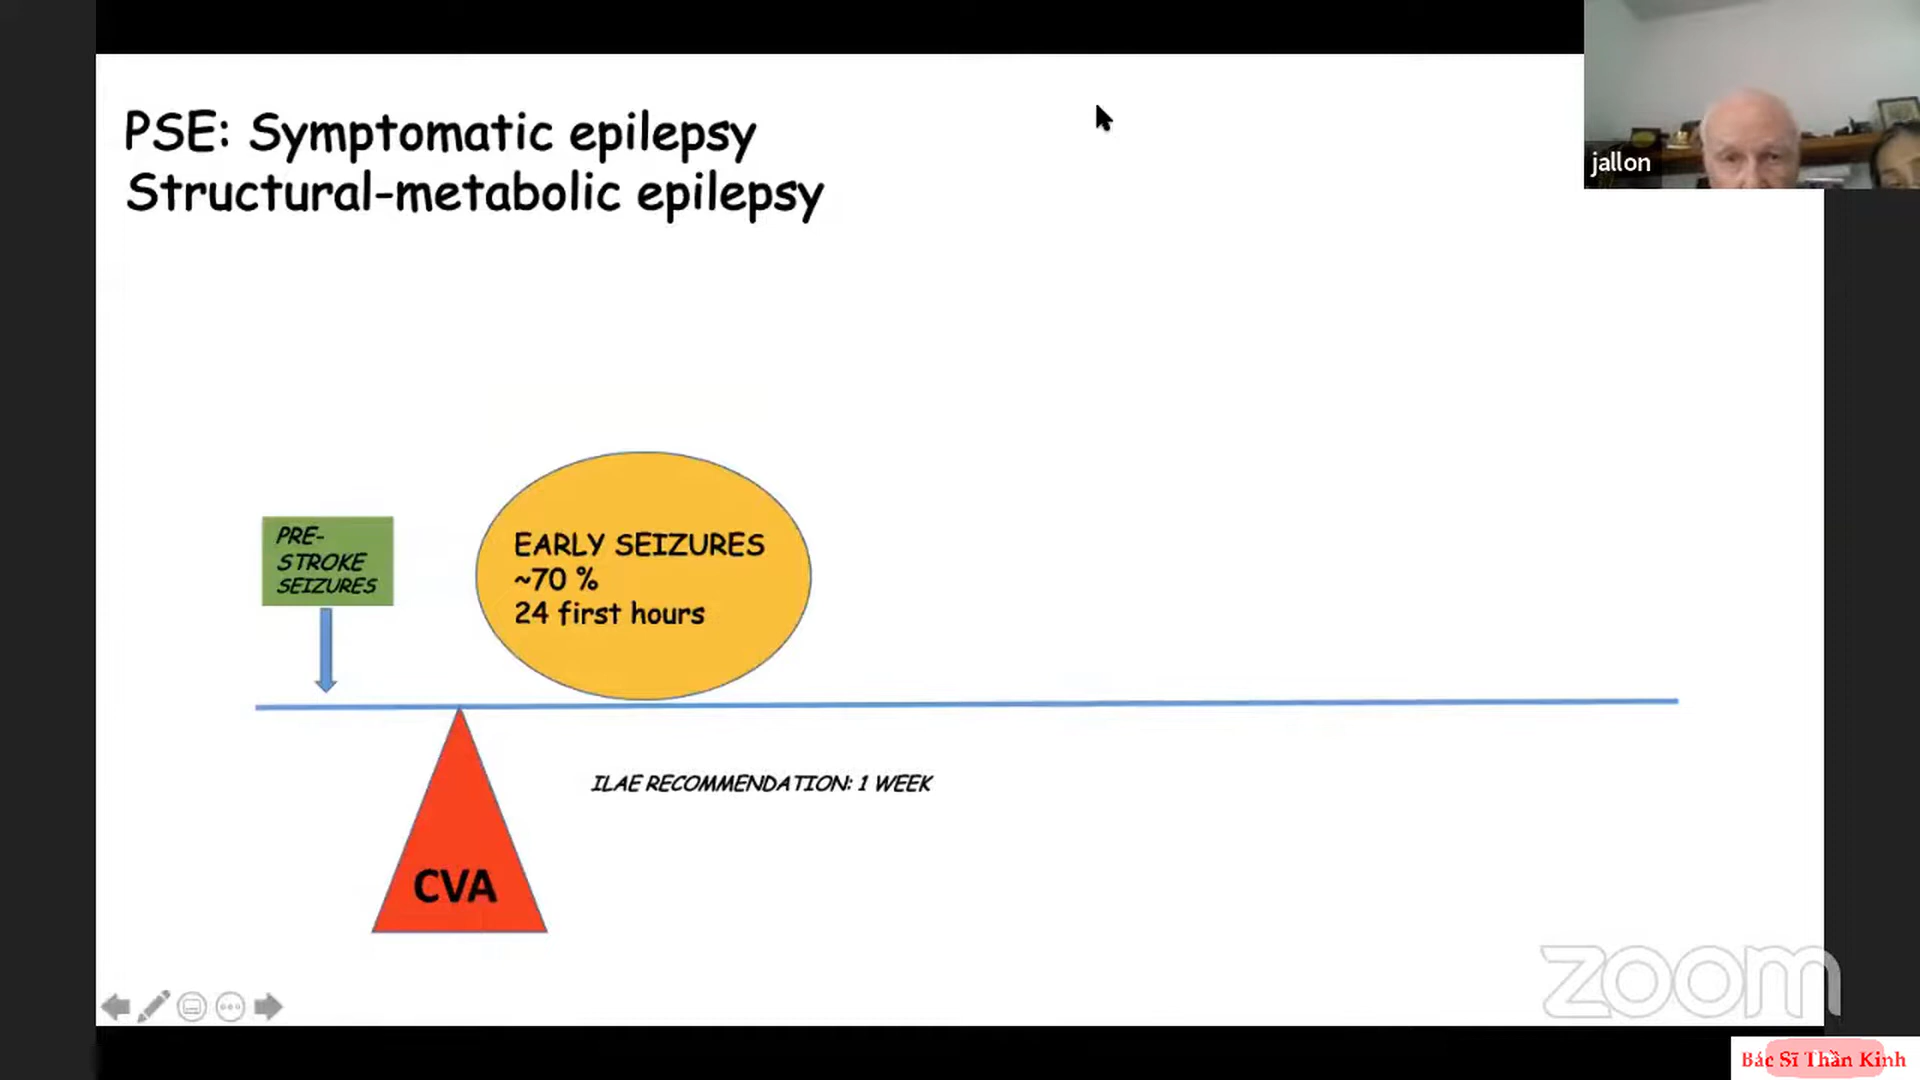 PSE: Symptomatic epilepsy
Structural-metabolic epilepsy
jallon
PRE-
STROKE
SEIZURES
EARLY SEIZURES
~70 %
24 first hours
ILAE RECOMMENDATION: 1 WEEK
CVA
zoom
Bác Sĩ Thần Kinh